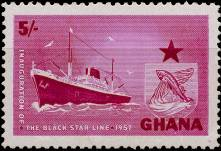 5/-
INAUGURATION OF
THE BLACK STAR LINE • 1957
GHANA